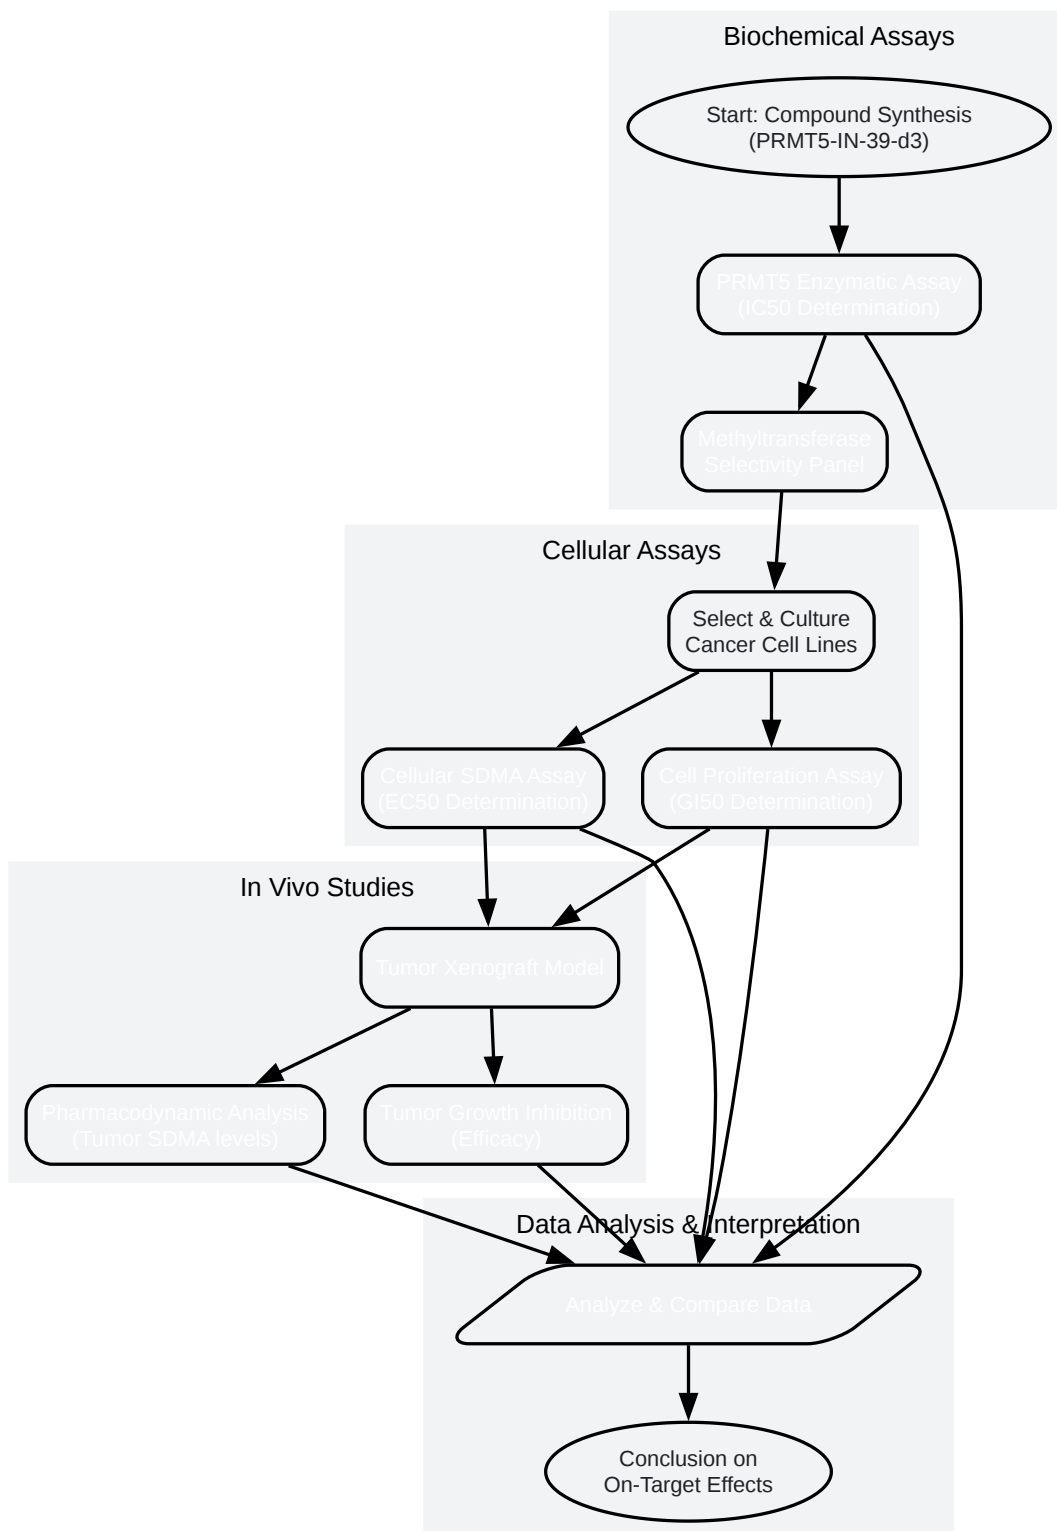 Biochemical Assays
Start: Compound Synthesis
(PRMT5-IN-39-d3)
PRMT5 Enzymatic Assay
(IC50 Determination)
Methyltransferase
Selectivity Panel
Cellular Assays
Select & Culture
Cancer Cell Lines
Cellular SDMA Assay
(EC50 Determination)
Cell Proliferation Assay
(GI50 Determination)
In Vivo Studies
Tumor Xenograft Model
Pharmacodynamic Analysis
(Tumor SDMA levels)
Tumor Growth Inhibition
(Efficacy)
Data Analysis & Interpretation
Analyze & Compare Data
Conclusion on
On-Target Effects